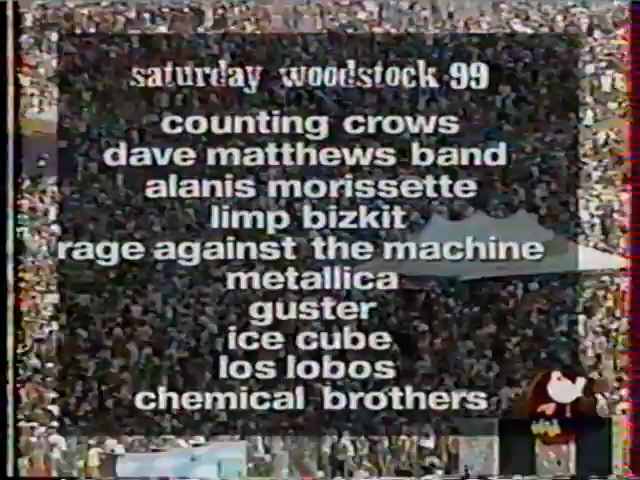 saturday woodstock 99
counting crows
dave matthews band
alanis morissette
limp bizkit
rage against the machine
metallica
guster
ice cube
los lobos
chemical brothers